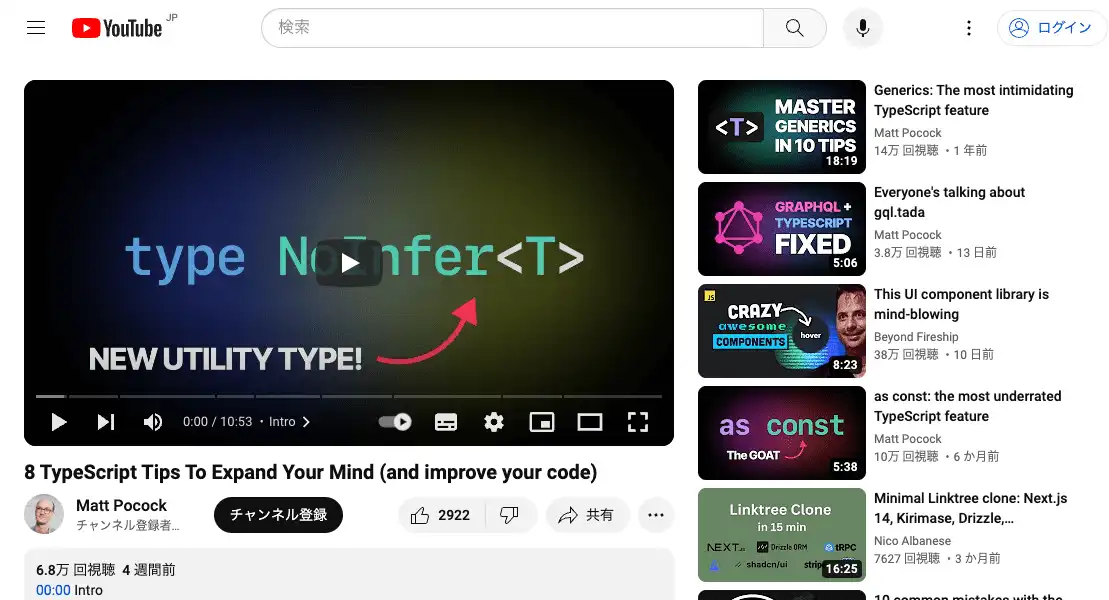 YouTube JP
検索
ログイン
type NoInfer<T>
NEW UTILITY TYPE!
0:00 / 10:53 • Intro
8 TypeScript Tips To Expand Your Mind (and improve your code)
Matt Pocock
チャンネル登録者…
チャンネル登録
2922
共有
6.8万 回視聴 4 週間前
00:00 Intro
<T>
MASTER
GENERICS
IN 10 TIPS
18:19
Generics: The most intimidating
TypeScript feature
Matt Pocock
14万 回視聴 • 1 年前
GRAPHQL +
TYPESCRIPT
FIXED
5:06
Everyone's talking about
gql.tada
Matt Pocock
3.8万 回視聴 • 13 日前
JS
CRAZY
awesome
COMPONENTS
hover
8:23
This UI component library is
mind-blowing
Beyond Fireship
38万 回視聴 • 10 日前
as const
The GOAT
5:38
as const: the most underrated
TypeScript feature
Matt Pocock
10万 回視聴 • 6 か月前
Linktree Clone
in 15 min
NEXT.JS
Drizzle ORM
tRPC
shadcn/ui
stripe
16:25
Minimal Linktree clone: Next.js
14, Kirimase, Drizzle,…
Nico Albanese
7627 回視聴 • 3 か月前
10 common mistakes with the